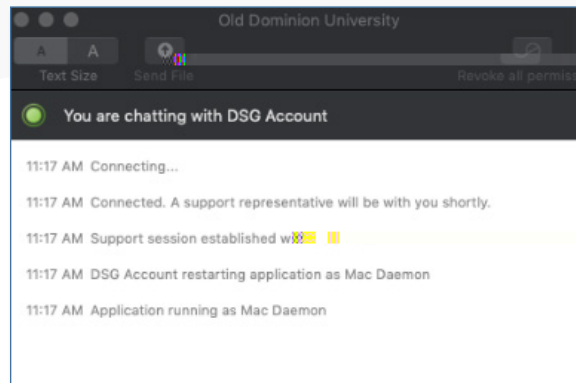 Old Dominion University
A A
Text Size Send File Revoke all permiss
You are chatting with DSG Account
11:17 AM Connecting...
11:17 AM Connected. A support representative will be with you shortly.
11:17 AM Support session established
11:17 AM DSG Account restarting application as Mac Daemon
11:17 AM Application running as Mac Daemon